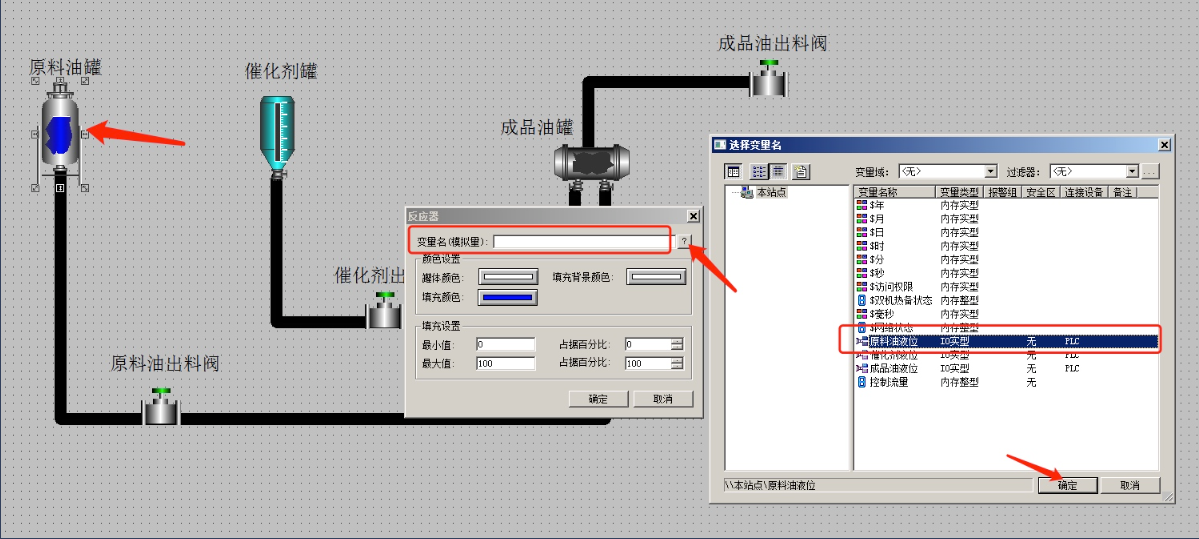 成品油出料阀
原料油罐
催化剂罐
成品油罐
选择变量名
变量域:
<无>
过滤器:
<无>
...
本站点
变量名称 变量类型 报警组 安全区 连接设备 备注
$年 内存实型
$月 内存实型
$日 内存实型
$时 内存实型
$分 内存实型
$秒 内存实型
$访问权限 内存实型
$双机热备状态 内存整型
$毫秒 内存实型
$网络状态 内存整型
原料油液位 IO实型 无 PLC
催化剂液位 IO实型 无 PLC
成品油液位 IO实型 无 PLC
控制流量 内存整型 无
\\本站点\原料油液位
确定
取消
反应器
变量名(模拟量):
?
颜色设置
罐体颜色:
填充背景颜色:
填充颜色:
填充设置
最小值: 0 占据百分比: 0
最大值: 100 占据百分比: 100
确定
取消
催化剂出
原料油出料阀